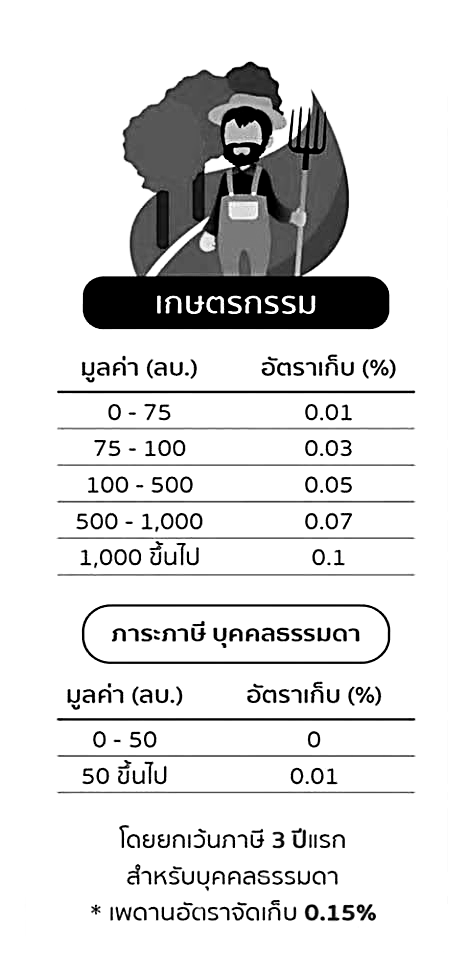 เกษตรกรรม
มูลค่า (ลบ.) อัตราเก็บ (%)
0 - 75 0.01
75 - 100 0.03
100 - 500 0.05
500 - 1,000 0.07
1,000 ขึ้นไป 0.1
ภาระภาษี บุคคลธรรมดา
มูลค่า (ลบ.) อัตราเก็บ (%)
0 - 50 0
50 ขึ้นไป 0.01
โดยยกเว้นภาษี 3 ปีแรก
สำหรับบุคคลธรรมดา
* เพดานอัตราจัดเก็บ 0.15%